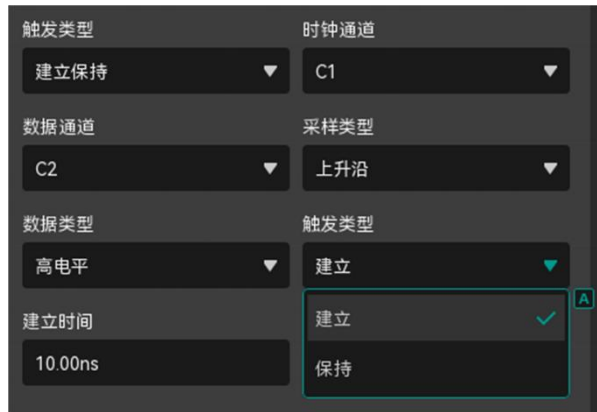 触发类型
时钟通道
建立保持
C1
数据通道
采样类型
C2
上升沿
数据类型
触发类型
高电平
建立
A
建立时间
建立
10.00ns
保持